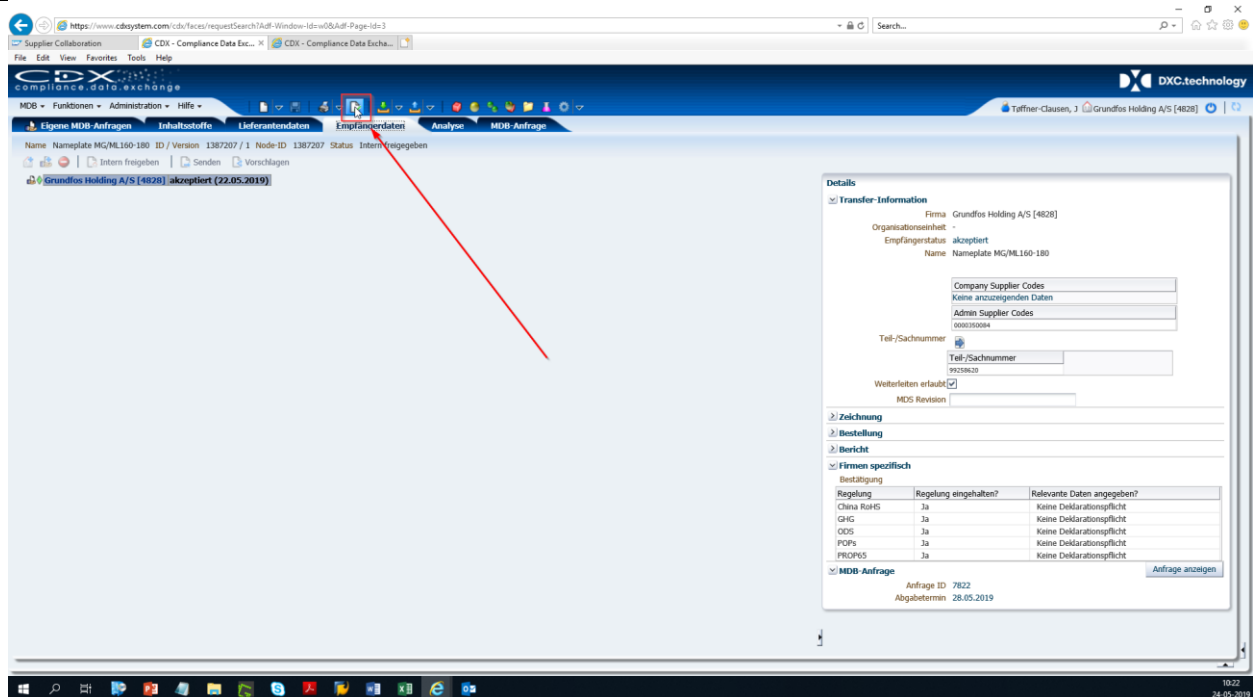 https://www.cdxsystem.com/cdx/faces/requestSearch?Adf-Window-Id=w0&Adf-Page-Id=3
Search...
Supplier Collaboration
CDX - Compliance Data Exc...
CDX - Compliance Data Excha...
File Edit View Favorites Tools Help
CDX
compliance.data.exchange
DXC.technology
MDB Funktionen Administration Hilfe
Tøffner-Clausen, J Grundfos Holding A/S [4828]
Eigene MDB-Anfragen Inhaltsstoffe Lieferantendaten Empfängerdaten Analyse MDB-Anfrage
Name Nameplate MG/ML160-180 ID / Version 1387207 / 1 Node-ID 1387207 Status Intern freigegeben
Intern freigeben Senden Vorschlagen
Grundfos Holding A/S [4828] akzeptiert (22.05.2019)
Details
Transfer-Information
Firma Grundfos Holding A/S [4828]
Organisationseinheit -
Empfängerstatus akzeptiert
Name Nameplate MG/ML160-180
Company Supplier Codes
Keine anzuzeigenden Daten
Admin Supplier Codes
0000350084
Teil-/Sachnummer
Teil-/Sachnummer
99258620
Weiterleiten erlaubt
MDS Revision
Zeichnung
Bestellung
Bericht
Firmen spezifisch
Bestätigung
Regelung Regelung eingehalten? Relevante Daten angegeben?
China RoHS Ja Keine Deklarationspflicht
GHG Ja Keine Deklarationspflicht
ODS Ja Keine Deklarationspflicht
POPs Ja Keine Deklarationspflicht
PROP65 Ja Keine Deklarationspflicht
MDB-Anfrage Anfrage anzeigen
Anfrage ID 7822
Abgabetermin 28.05.2019
10:22
24-05-2019